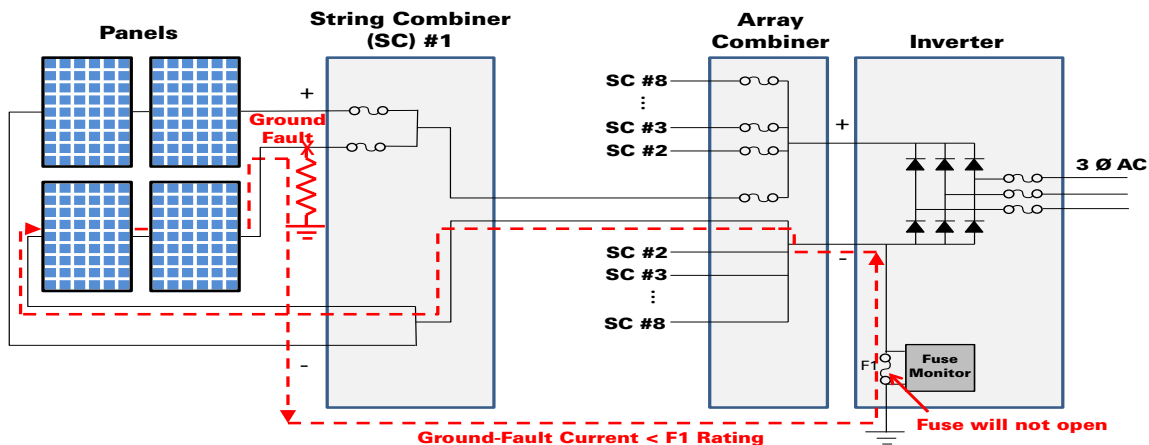 Panels
String Combiner
(SC) #1
Array
Combiner
Inverter
+
Ground
Fault
-
SC #8
...
SC #3
SC #2
SC #2
SC #3
...
SC #8
+
-
3 Ø AC
F1
Fuse
Monitor
Fuse will not open
Ground-Fault Current < F1 Rating